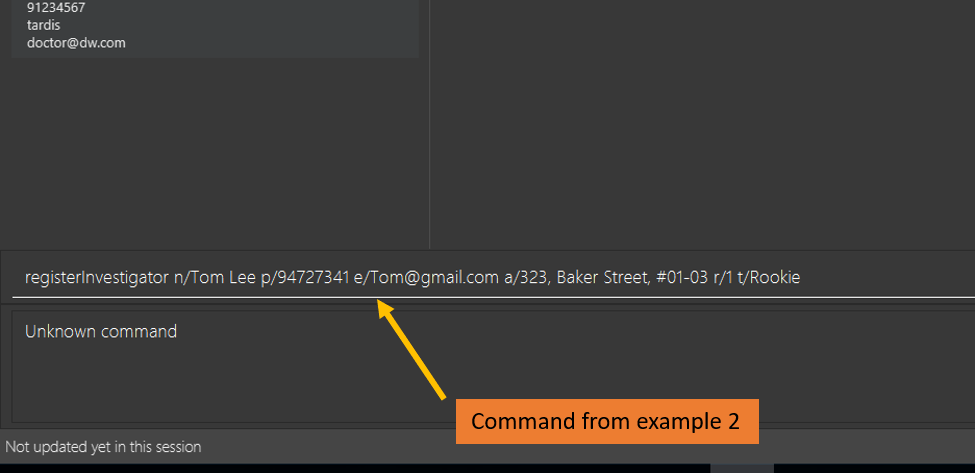 91234567
tardis
doctor@dw.com
registerInvestigator n/Tom Lee p/94727341 e/Tom@gmail.com a/323, Baker Street, #01-03 r/1 t/Rookie
Unknown command
Command from example 2
Not updated yet in this session